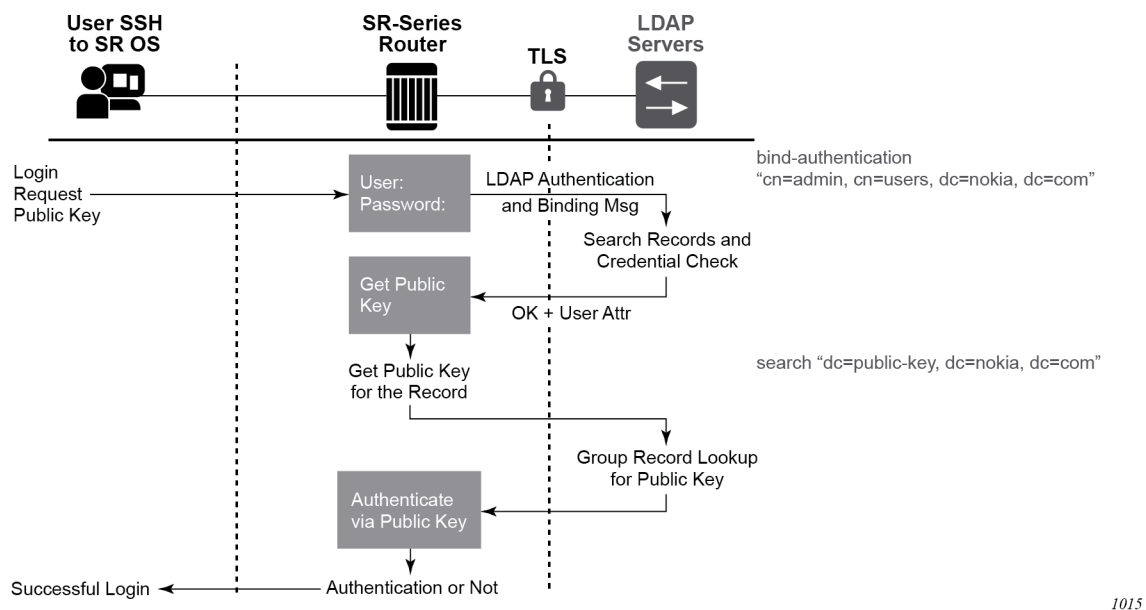 User SSH
to SR OS
SR-Series
Router
TLS
LDAP
Servers
Login
Request
Public Key
User:
Password:
LDAP Authentication
and Binding Msg
bind-authentication
“cn=admin, cn=users, dc=nokia, dc=com”
Search Records and
Credential Check
Get Public
Key
OK + User Attr
Get Public Key
for the Record
search “dc=public-key, dc=nokia, dc=com”
Group Record Lookup
for Public Key
Authenticate
via Public Key
Successful Login
Authentication or Not
1015